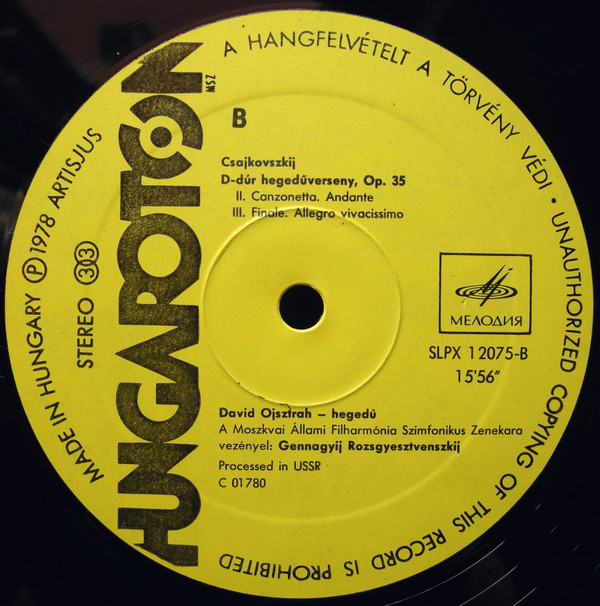 A HANGFELVÉTELT A TÖRVÉNY VÉDI • UNAUTHORIZED COPYING OF THIS RECORD IS PROHIBITED
MADE IN HUNGARY Ⓟ 1978 ARTISJUS
STEREO 33
HUNGAROTON
MSZ
B
Csajkovszkij
D-dúr hegedűverseny, Op. 35
II. Canzonetta. Andante
III. Finale. Allegro vivacissimo
МЕЛОДИЯ
SLPX 12075-B
15'56"
David Ojsztrah – hegedű
A Moszkvai Állami Filharmónia Szimfonikus Zenekara
vezényel: Gennagyij Rozsgyesztvenszkij
Processed in USSR
C 01780